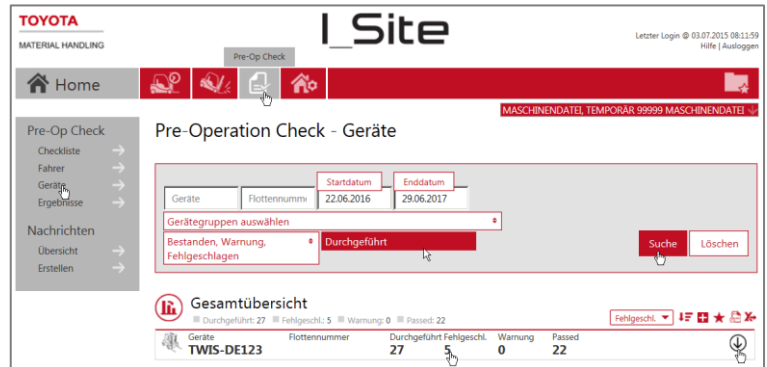 TOYOTA
MATERIAL HANDLING
I_Site
Letzter Login @ 03.07.2015 08:11:59
Hilfe | Ausloggen
Pre-Op Check
Home
MASCHINENDATEI, TEMPORÄR 99999 MASCHINENDATEI
Pre-Op Check
Checkliste
Fahrer
Geräte
Ergebnisse
Nachrichten
Übersicht
Erstellen
Pre-Operation Check - Geräte
Startdatum Enddatum
Geräte Flottennumme 22.06.2016 29.06.2017
Gerätegruppen auswählen
Bestanden, Warnung, Fehlgeschlagen
Durchgeführt
Suche Löschen
Gesamtübersicht
Durchgeführt: 27 Fehlgeschl.: 5 Warnung: 0 Passed: 22
Fehlgeschl.
Geräte Flottennummer Durchgeführt Fehlgeschl. Warnung Passed
TWIS-DE123 27 5 0 22